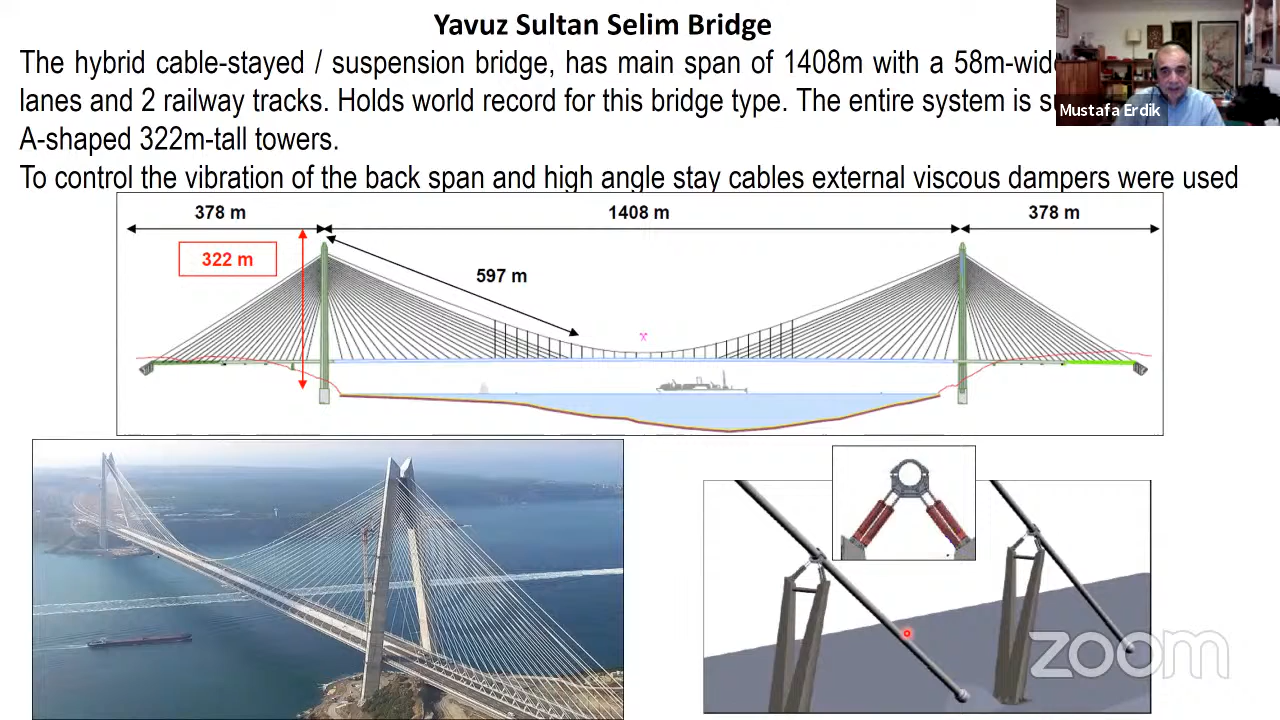 Yavuz Sultan Selim Bridge
The hybrid cable-stayed / suspension bridge, has main span of 1408m with a 58m-wide
lanes and 2 railway tracks. Holds world record for this bridge type. The entire system is
A-shaped 322m-tall towers.
To control the vibration of the back span and high angle stay cables external viscous dampers were used
Mustafa Erdik
378 m
1408 m
378 m
322 m
597 m
zoom